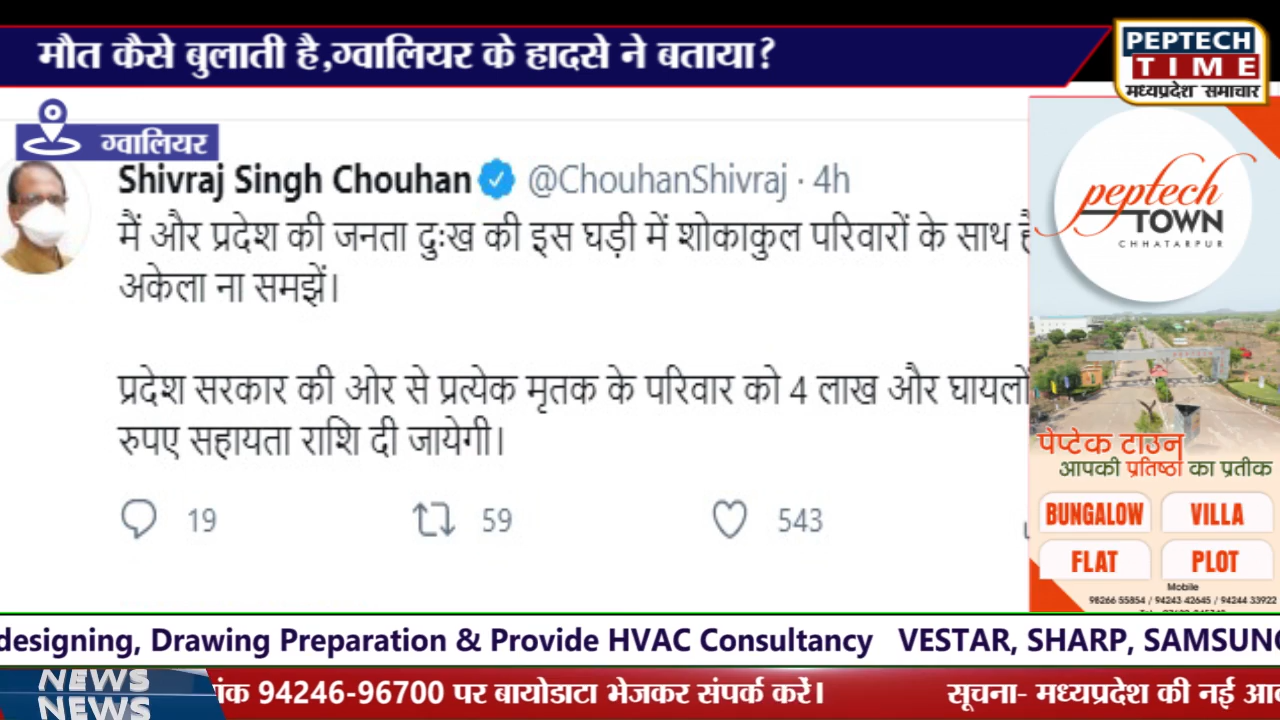 मौत कैसे बुलाती है,ग्वालियर के हादसे ने बताया?
PEPTECH
TIME
मध्यप्रदेश समाचार
ग्वालियर
Shivraj Singh Chouhan @ChouhanShivraj · 4h
मैं और प्रदेश की जनता दुःख की इस घड़ी में शोकाकुल परिवारों के साथ
अकेला ना समझें।
प्रदेश सरकार की ओर से प्रत्येक मृतक के परिवार को 4 लाख और घायलों
रुपए सहायता राशि दी जायेगी।
19 59 543
peptech
TOWN
CHHATARPUR
पेप्टेक टाउन
आपकी प्रतिष्ठा का प्रतीक
BUNGALOW VILLA
FLAT PLOT
Mobile
98266 55854 / 94243 42645 / 94244 33922
designing, Drawing Preparation & Provide HVAC Consultancy VESTAR, SHARP, SAMSUNG
NEWS
NEWS
94246-96700 पर बायोडाटा भेजकर संपर्क करें। सूचना- मध्यप्रदेश की नई